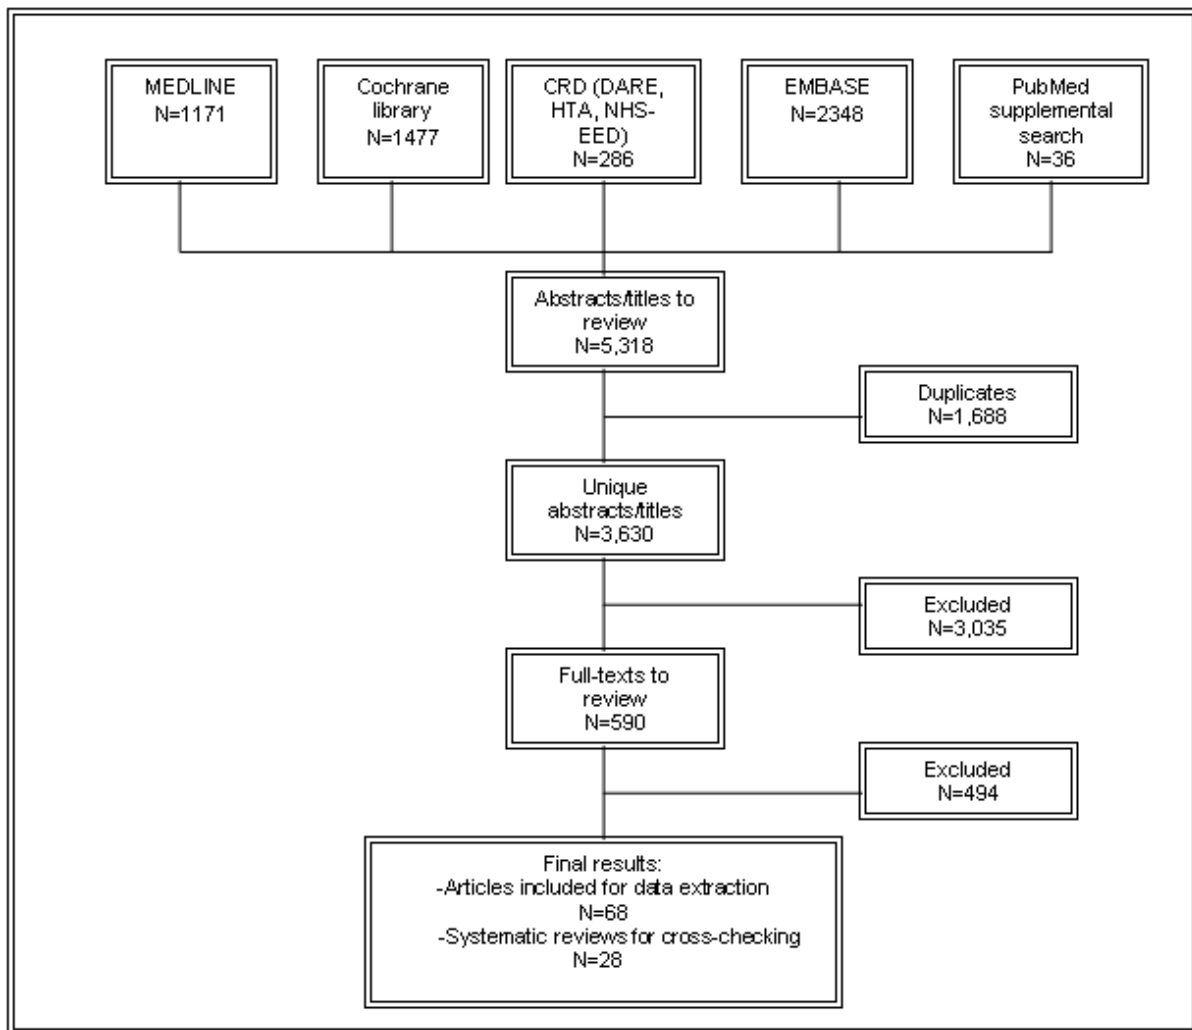 MEDLINE
N=1171
Cochrane
library
N=1477
CRD (DARE,
HTA, NHS-
EED)
N=286
EMBASE
N=2348
PubMed
supplemental
search
N=36
Abstracts/titles to
review
N=5,318
Duplicates
N=1,688
Unique
abstracts/titles
N=3,630
Excluded
N=3,035
Full-texts to
review
N=590
Excluded
N=494
Final results:
-Articles included for data extraction
N=68
-Systematic reviews for cross-checking
N=28